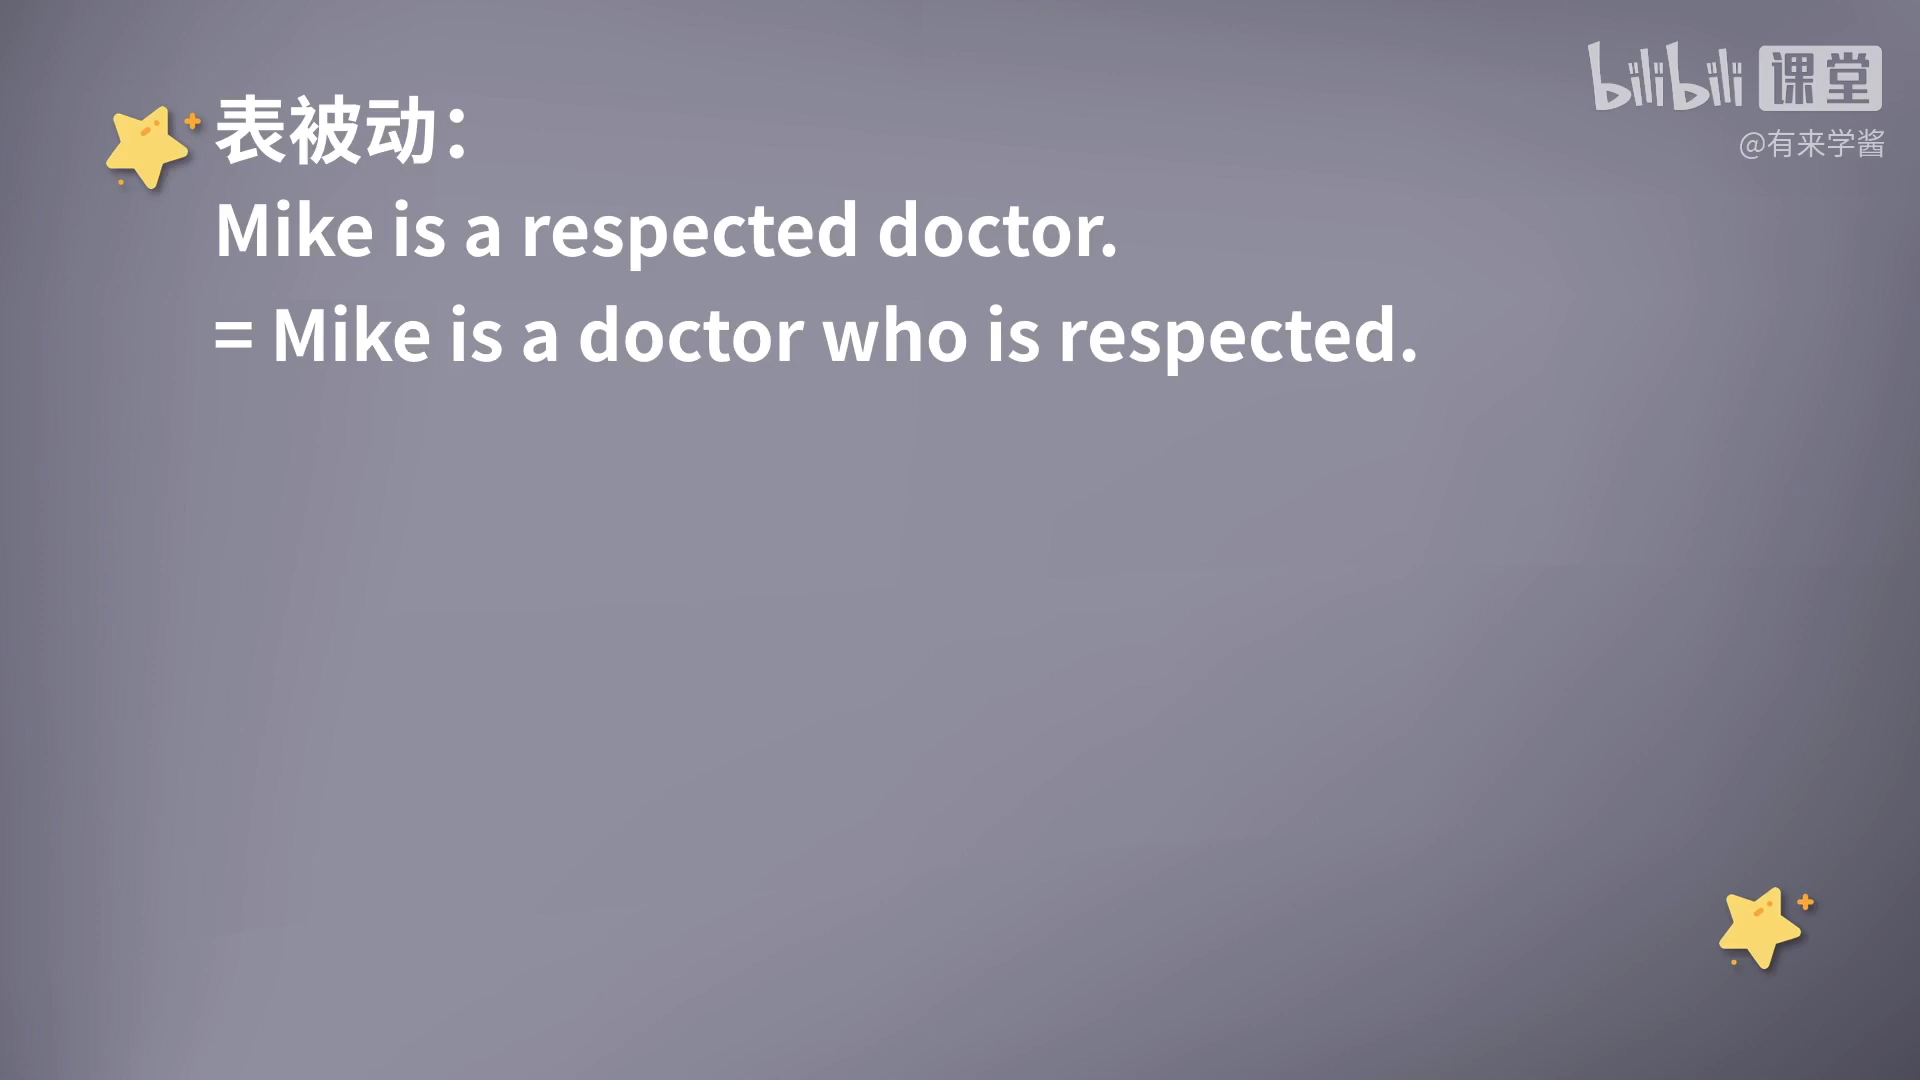 bilibili 课堂
@有来学酱
表被动：
Mike is a respected doctor.
= Mike is a doctor who is respected.